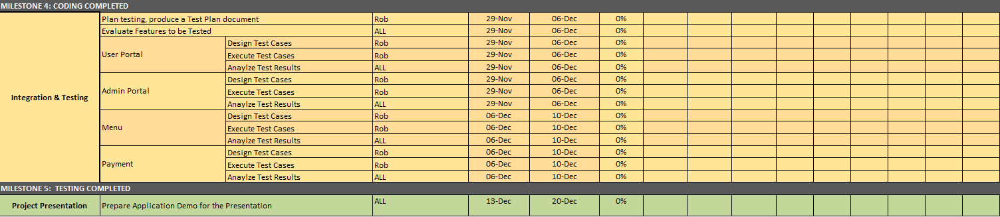 MILESTONE 4: CODING COMPLETED
Integration & Testing
Plan testing, produce a Test Plan document Rob 29-Nov 06-Dec 0%
Evaluate Features to be Tested ALL 29-Nov 06-Dec 0%
User Portal
Design Test Cases Rob 29-Nov 06-Dec 0%
Execute Test Cases Rob 29-Nov 06-Dec 0%
Anaylze Test Results ALL 29-Nov 06-Dec 0%
Admin Portal
Design Test Cases Rob 29-Nov 06-Dec 0%
Execute Test Cases Rob 29-Nov 06-Dec 0%
Anaylze Test Results ALL 29-Nov 06-Dec 0%
Menu
Design Test Cases Rob 06-Dec 10-Dec 0%
Execute Test Cases Rob 06-Dec 10-Dec 0%
Anaylze Test Results ALL 06-Dec 10-Dec 0%
Payment
Design Test Cases Rob 06-Dec 10-Dec 0%
Execute Test Cases Rob 06-Dec 10-Dec 0%
Anaylze Test Results ALL 06-Dec 10-Dec 0%
MILESTONE 5: TESTING COMPLETED
Project Presentation Prepare Application Demo for the Presentation ALL 13-Dec 20-Dec 0%